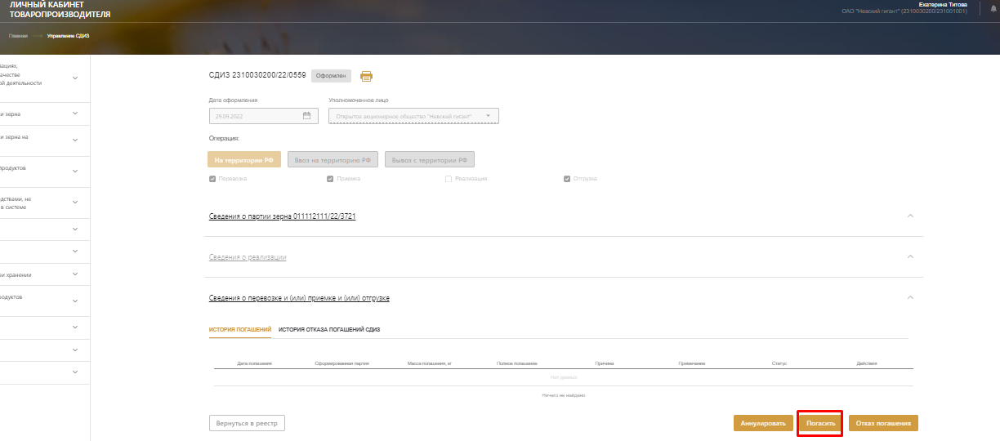 ЛИЧНЫЙ КАБИНЕТ
ТОВАРОПРОИЗВОДИТЕЛЯ
Екатерина Титова
ОАО "Невский гигант" (2310030200/231001001)
Главная
Управление СДИЗ
ациях,
качестве
ой деятельности
и зерна
и зерна на
продуктов
дствами, не
в системе
ри хранении
родуктов
СДИЗ 2310030200/22/0559
Оформлен
Дата оформления
Уполномоченное лицо
29.09.2022
Открытое акционерное общество "Невский гигант"
Операция:
На территории РФ
Ввоз на территорию РФ
Вывоз с территории РФ
Перевозка
Приемка
Реализация
Отгрузка
Сведения о партии зерна 011112111/22/3721
Сведения о реализации
Сведения о перевозке и (или) приемке и (или) отгрузке
ИСТОРИЯ ПОГАШЕНИЙ
ИСТОРИЯ ОТКАЗА ПОГАШЕНИЙ СДИЗ
Дата погашения
Сформированная партия
Масса погашения, кг
Полное погашение
Причина
Примечание
Статус
Действия
Нет данных
Ничего не найдено
Вернуться в реестр
Аннулировать
Погасить
Отказ погашения